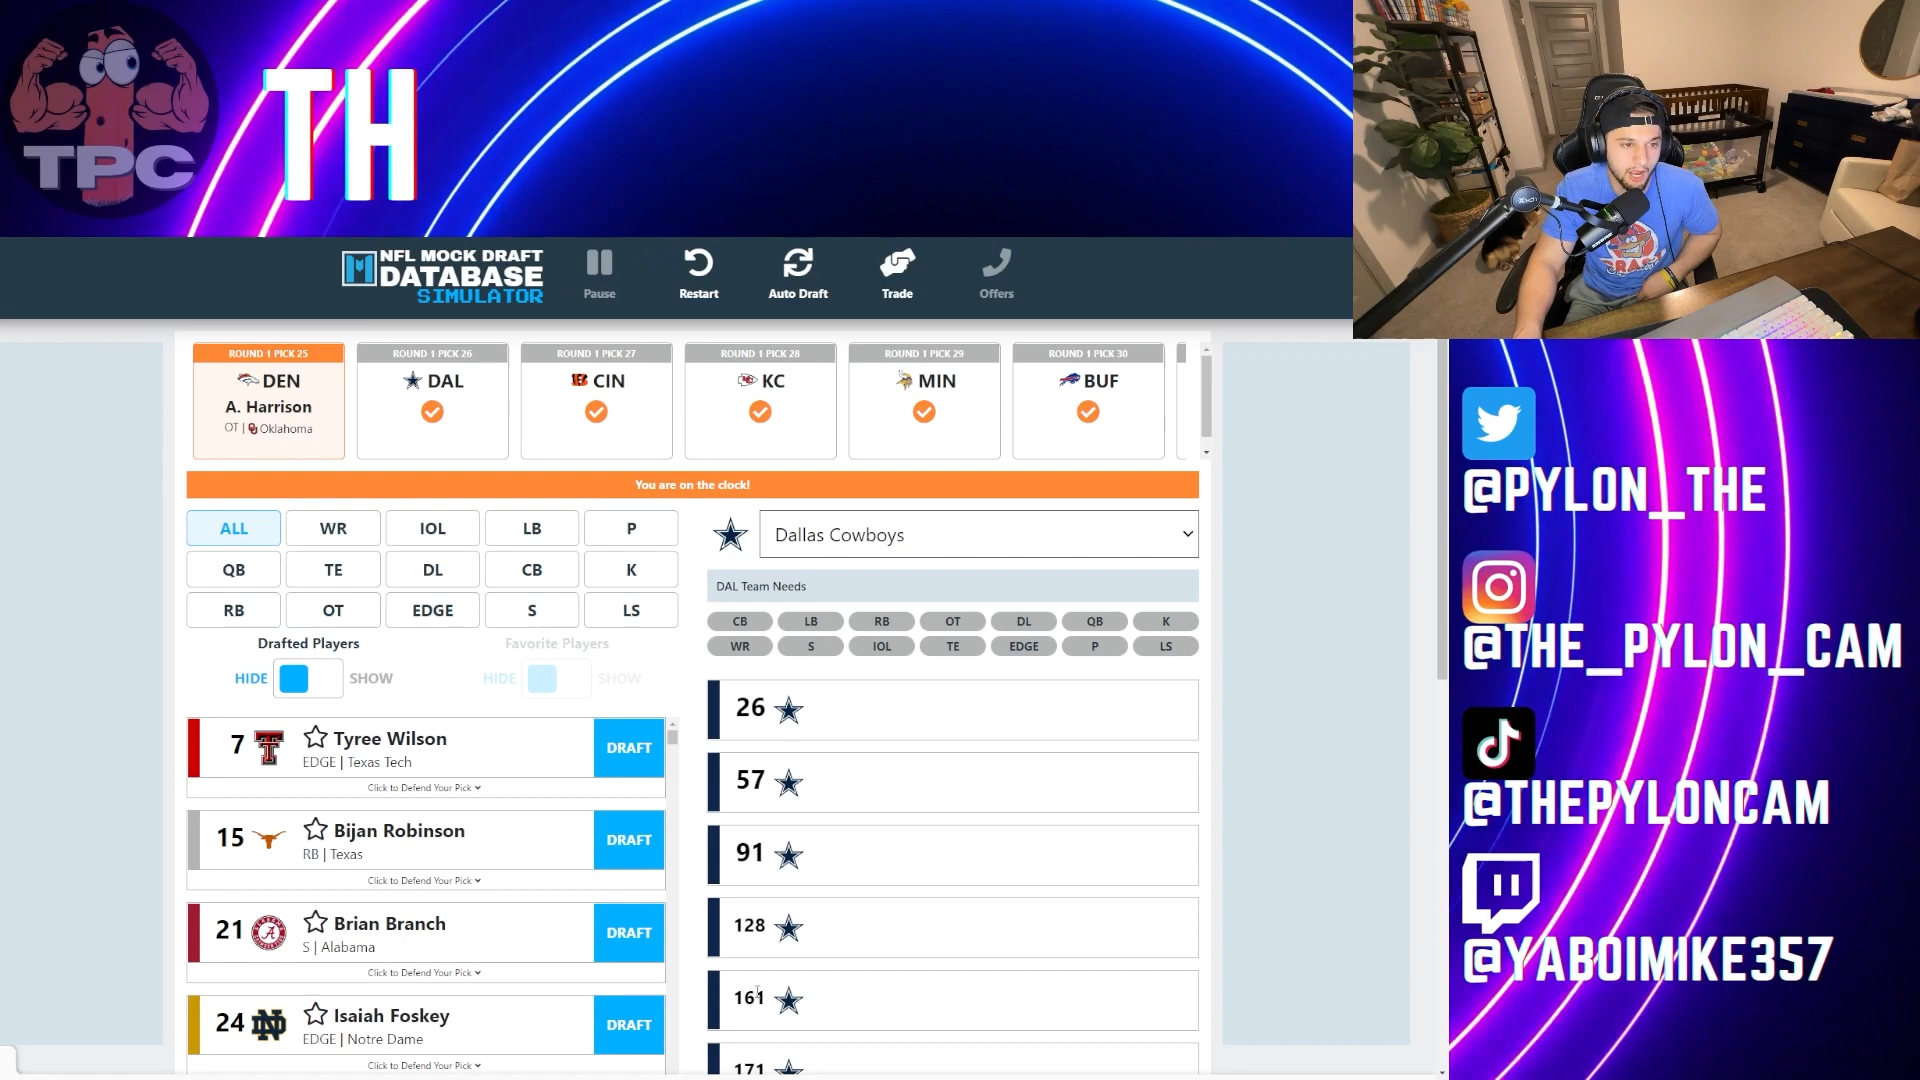 TPC
TH
NFL MOCK DRAFT
DATABASE
SIMULATOR
Pause
Restart
Auto Draft
Trade
Offers
ROUND 1 PICK 25
DEN
A. Harrison
OT | Oklahoma
ROUND 1 PICK 26
DAL
ROUND 1 PICK 27
CIN
ROUND 1 PICK 28
KC
ROUND 1 PICK 29
MIN
ROUND 1 PICK 30
BUF
You are on the clock!
ALL WR IOL LB P
QB TE DL CB K
RB OT EDGE S LS
Drafted Players
HIDE SHOW
Favorite Players
HIDE SHOW
7 Tyree Wilson
EDGE | Texas Tech
DRAFT
Click to Defend Your Pick
15 Bijan Robinson
RB | Texas
DRAFT
Click to Defend Your Pick
21 Brian Branch
S | Alabama
DRAFT
Click to Defend Your Pick
24 Isaiah Foskey
EDGE | Notre Dame
DRAFT
Click to Defend Your Pick
Dallas Cowboys
DAL Team Needs
CB LB RB OT DL QB K
WR S IOL TE EDGE P LS
26
57
91
128
161
171
@PYLON_THE
@THE_PYLON_CAM
@THEPYLONCAM
@YABOIMIKE357